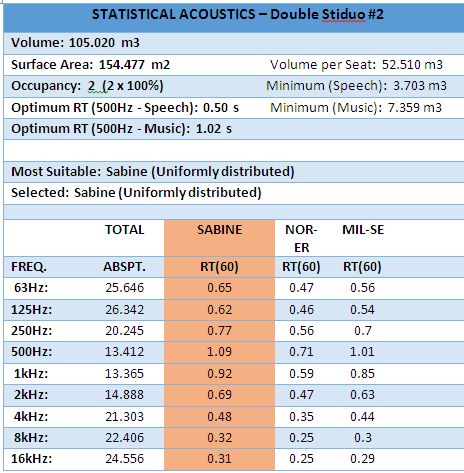 STATISTICAL ACOUSTICS – Double Stiduo #2
Volume: 105.020 m3
Surface Area: 154.477 m2 Volume per Seat: 52.510 m3
Occupancy: 2 (2 x 100%) Minimum (Speech): 3.703 m3
Optimum RT (500Hz - Speech): 0.50 s Minimum (Music): 7.359 m3
Optimum RT (500Hz - Music): 1.02 s
Most Suitable: Sabine (Uniformly distributed)
Selected: Sabine (Uniformly distributed)
TOTAL SABINE NOR- MIL-SE
ER
FREQ. ABSPT. RT(60) RT(60) RT(60)
63Hz: 25.646 0.65 0.47 0.56
125Hz: 26.342 0.62 0.46 0.54
250Hz: 20.245 0.77 0.56 0.7
500Hz: 13.412 1.09 0.71 1.01
1kHz: 13.365 0.92 0.59 0.85
2kHz: 14.888 0.69 0.47 0.63
4kHz: 21.303 0.48 0.35 0.44
8kHz: 22.406 0.32 0.25 0.3
16kHz: 24.556 0.31 0.25 0.29